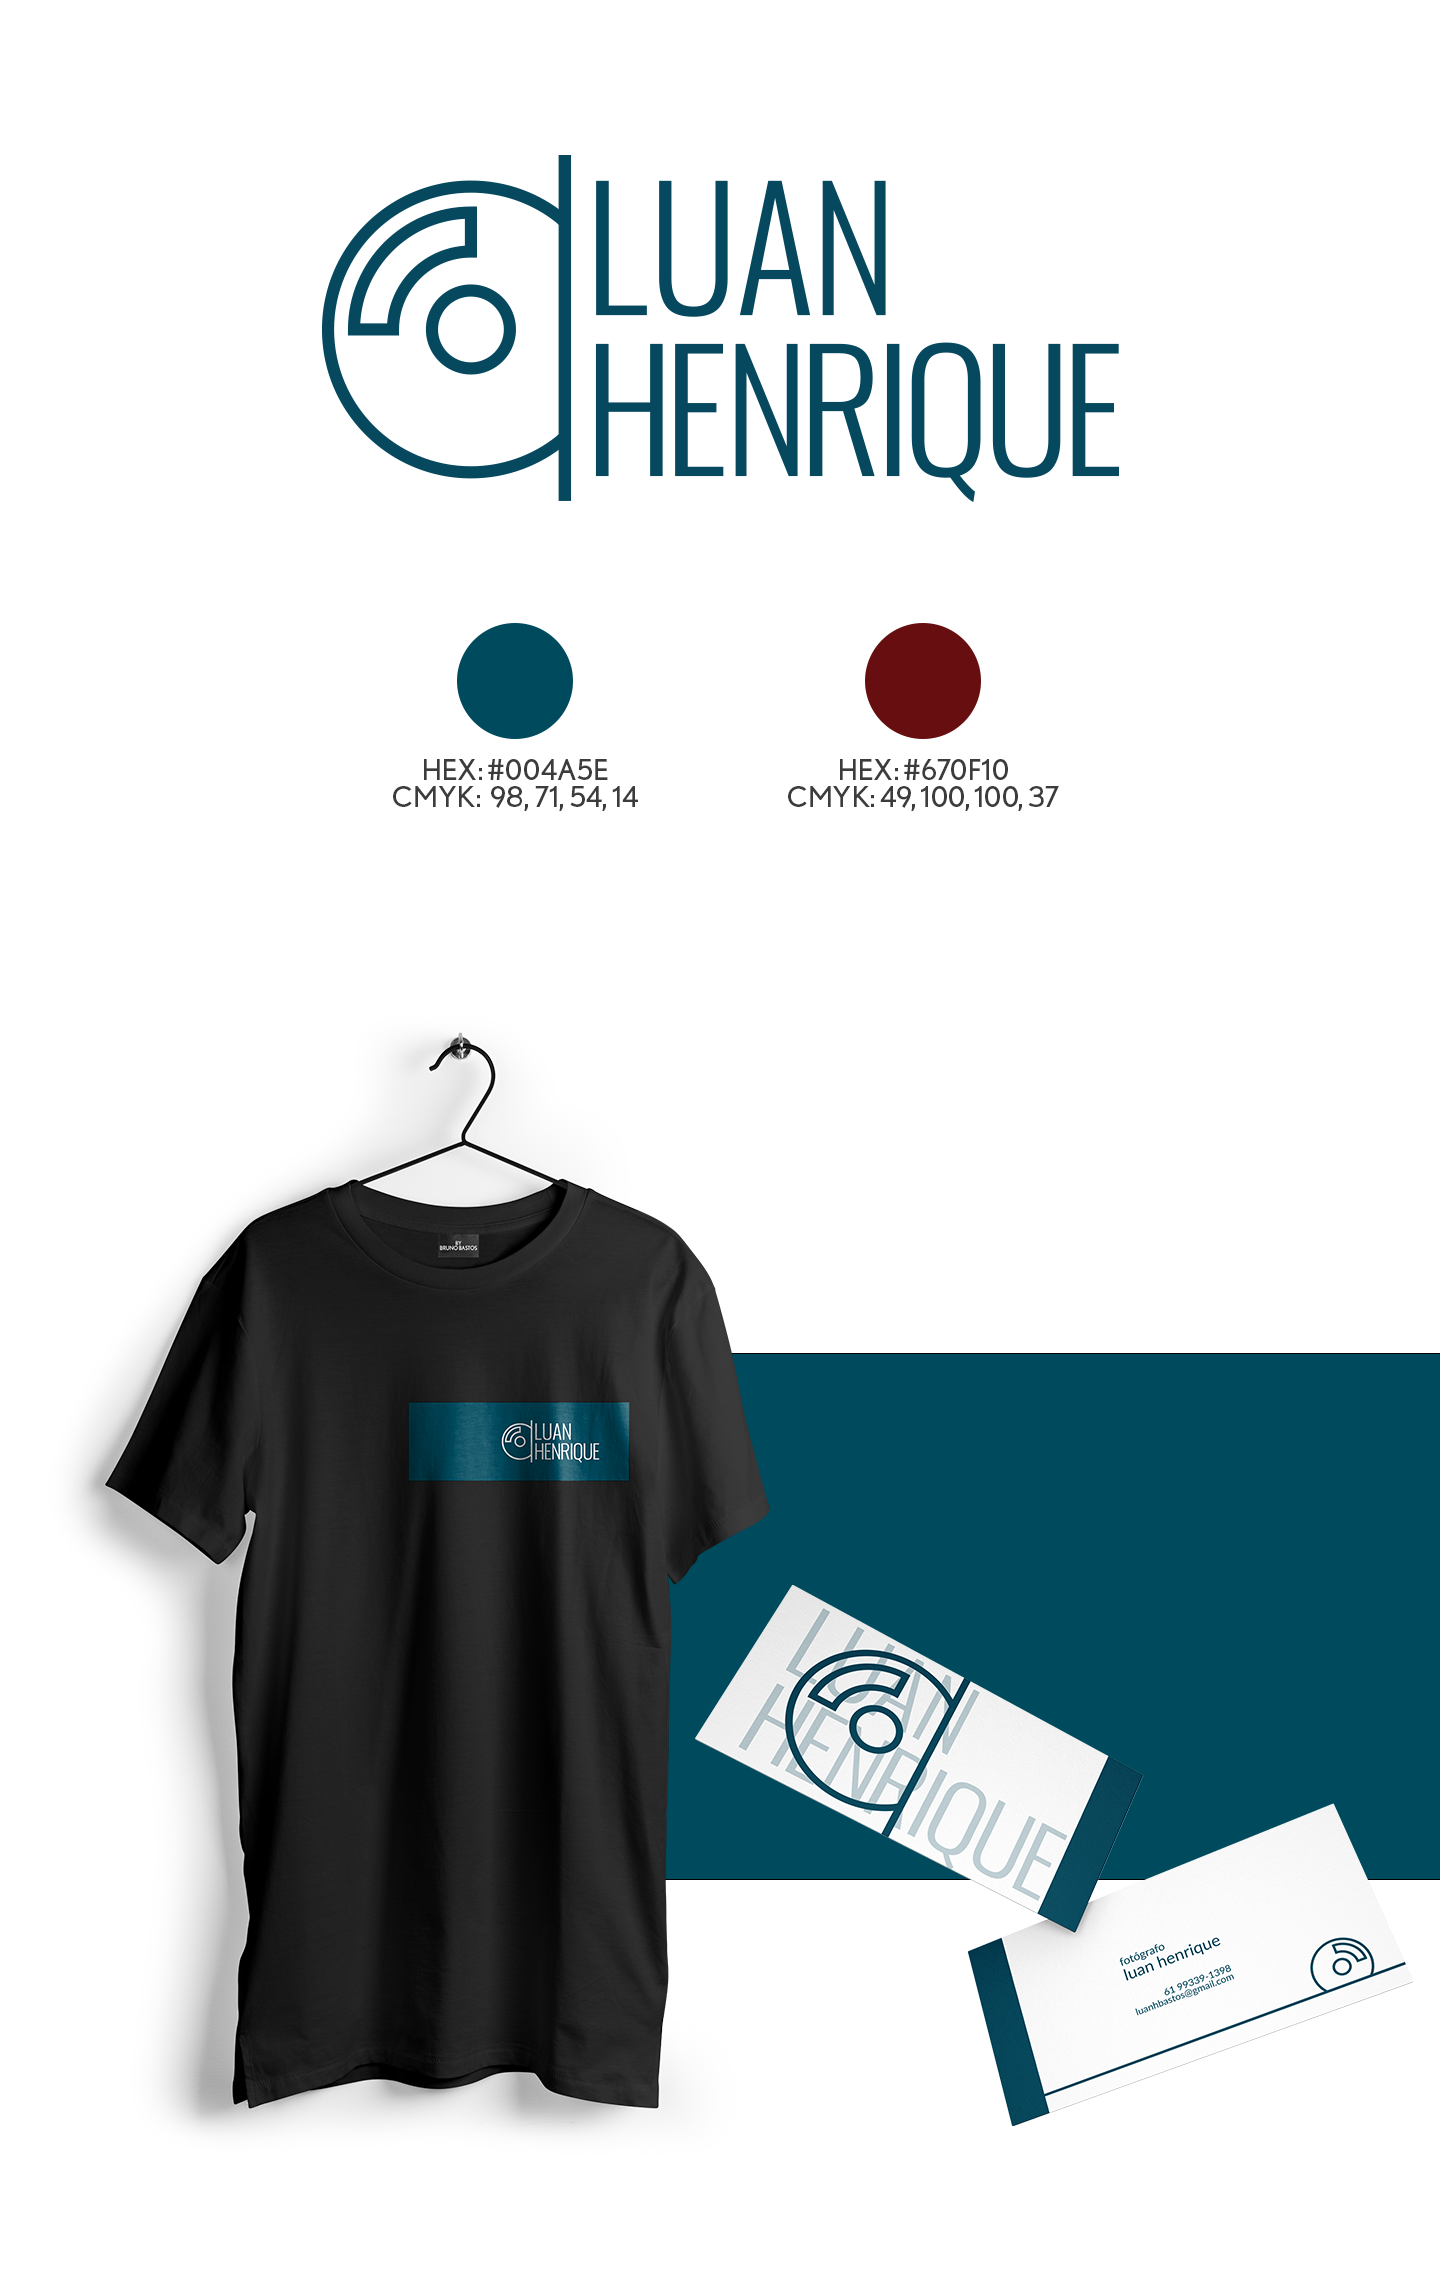 LUAN
HENRIQUE
HEX: #004A5E
CMYK: 98, 71, 54, 14
HEX: #670F10
CMYK: 49, 100, 100, 37
BY
BRUNO BASTOS
LUAN
HENRIQUE
LUAN
HENRIQUE
fotógrafo
luan henrique
61 99339-1398
luanhbastos@gmail.com